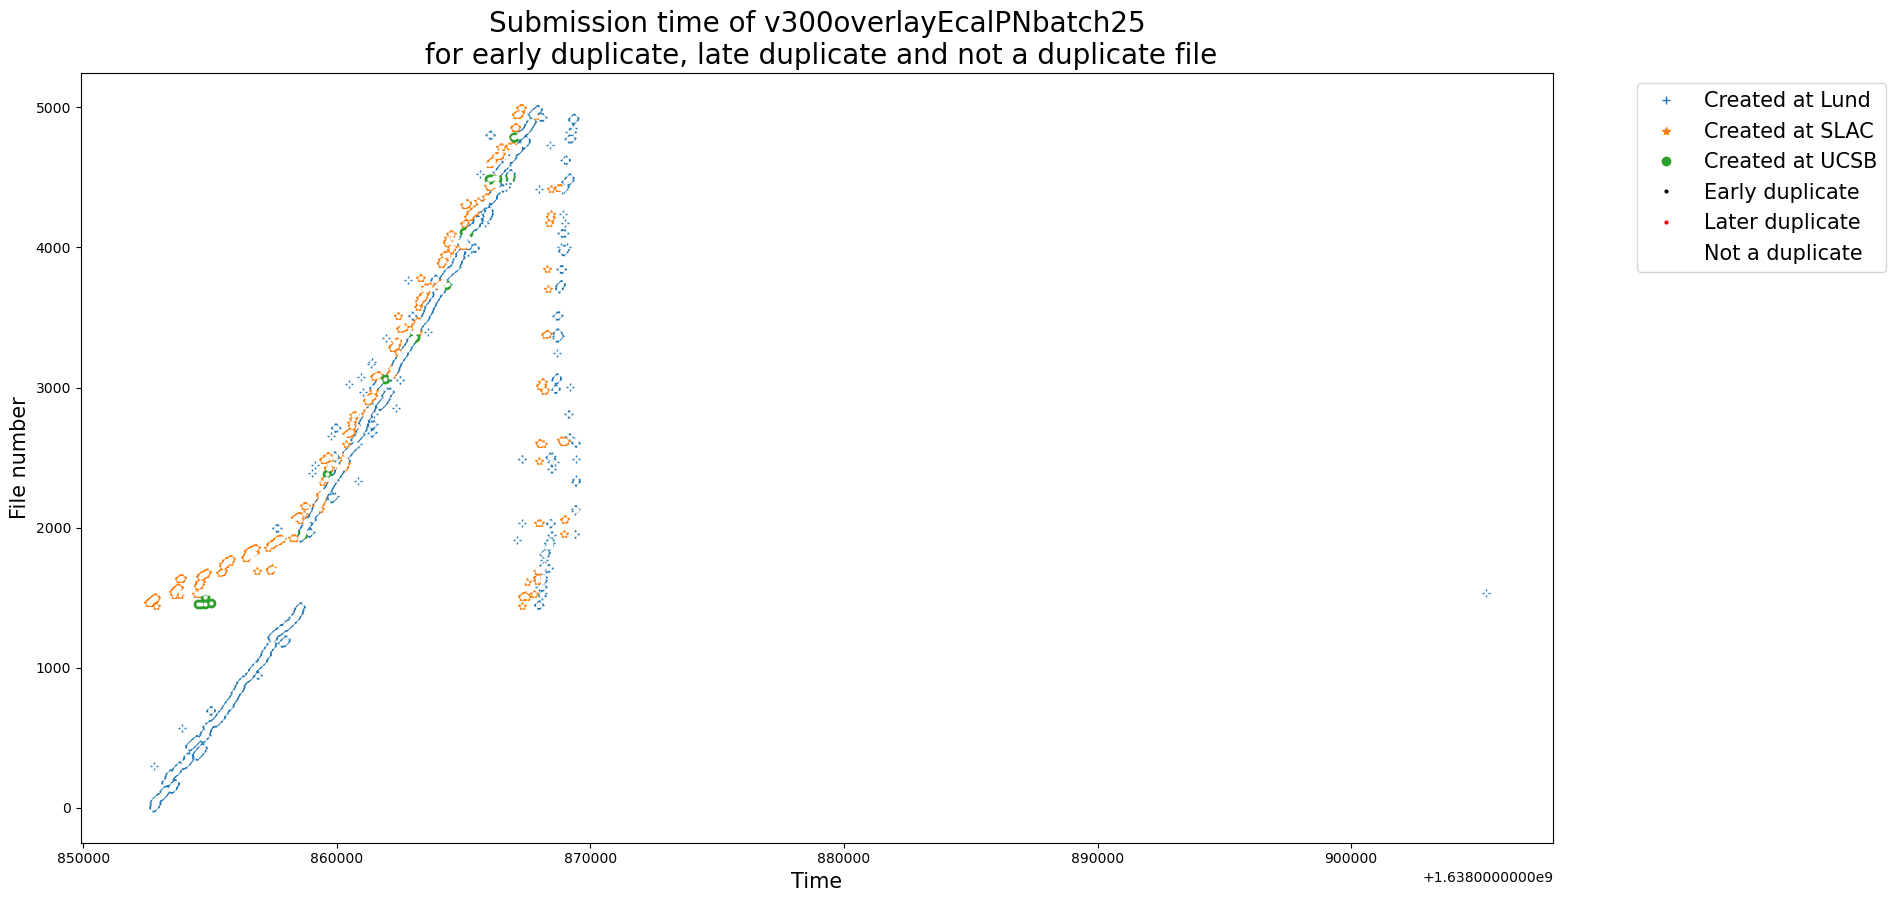 Submission time of v300overlayEcalPNbatch25
for early duplicate, late duplicate and not a duplicate file
Created at Lund
Created at SLAC
Created at UCSB
Early duplicate
Later duplicate
Not a duplicate
File number
5000
4000
3000
2000
1000
0
850000
860000
870000
880000
890000
900000
+1.6380000000e9
Time